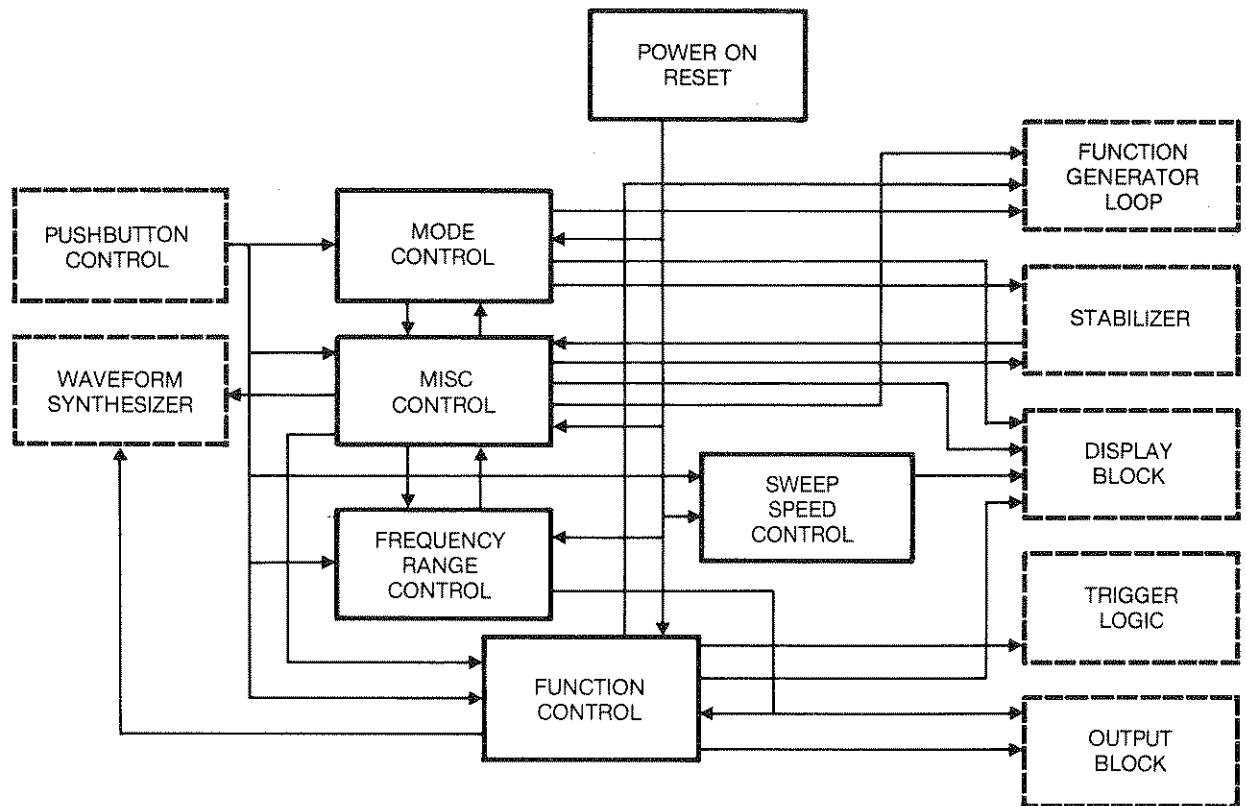 POWER ON
RESET
FUNCTION
GENERATOR
LOOP
PUSHBUTTON
CONTROL
MODE
CONTROL
STABILIZER
WAVEFORM
SYNTHESIZER
MISC
CONTROL
DISPLAY
BLOCK
SWEEP
SPEED
CONTROL
FREQUENCY
RANGE
CONTROL
TRIGGER
LOGIC
FUNCTION
CONTROL
OUTPUT
BLOCK